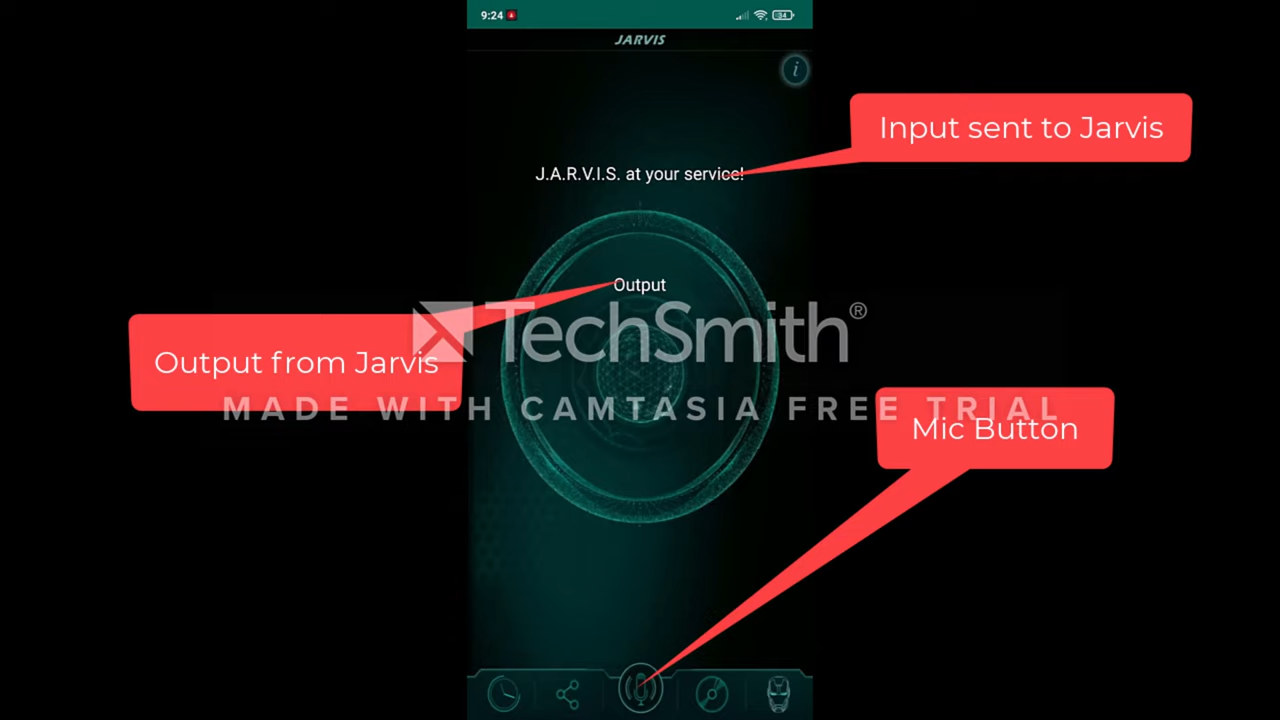 9:24
34
JARVIS
i
Input sent to Jarvis
J.A.R.V.I.S. at your service!
Output
TechSmith®
Output from Jarvis
MADE WITH CAMTASIA FREE TRIAL
Mic Button